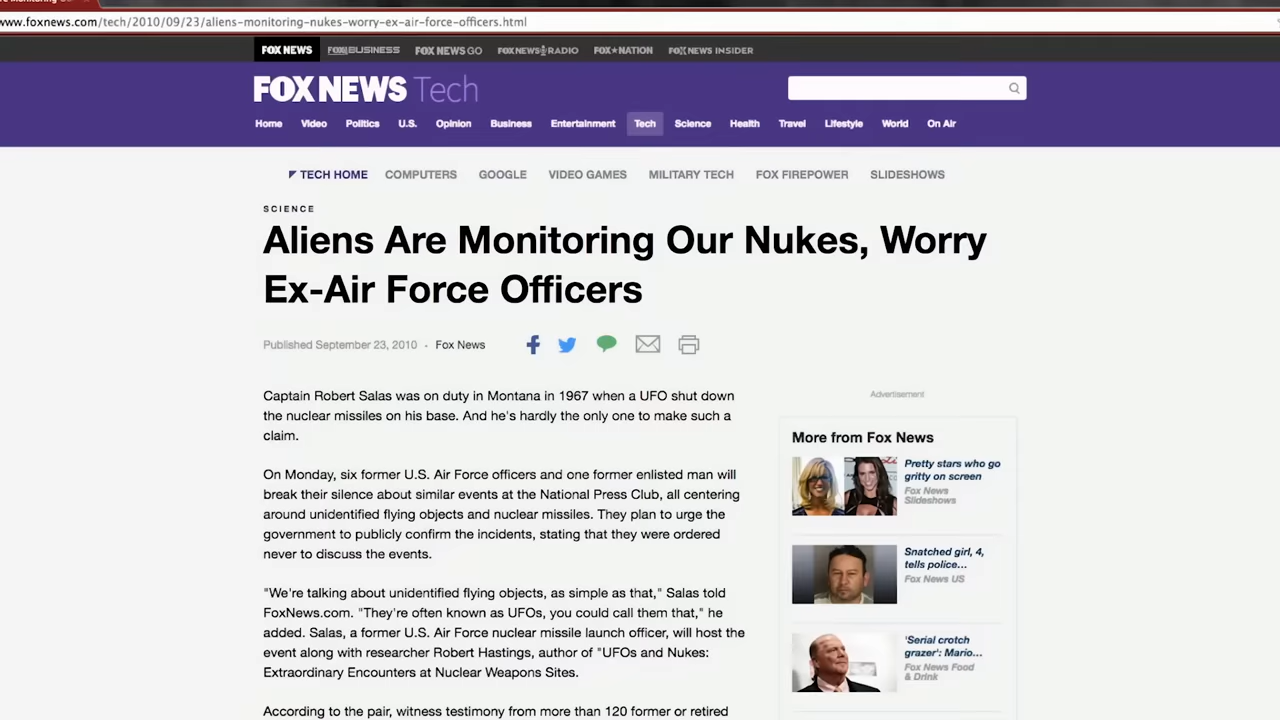 www.foxnews.com/tech/2010/09/23/aliens-monitoring-nukes-worry-ex-air-force-officers.html
FOX NEWS FOX BUSINESS FOX NEWS GO FOX NEWS RADIO FOX NATION FOX NEWS INSIDER
FOX NEWS Tech
Home Video Politics U.S. Opinion Business Entertainment Tech Science Health Travel Lifestyle World On Air
TECH HOME COMPUTERS GOOGLE VIDEO GAMES MILITARY TECH FOX FIREPOWER SLIDESHOWS
SCIENCE
Aliens Are Monitoring Our Nukes, Worry
Ex-Air Force Officers
Published September 23, 2010 · Fox News
Captain Robert Salas was on duty in Montana in 1967 when a UFO shut down
the nuclear missiles on his base. And he's hardly the only one to make such a
claim.
On Monday, six former U.S. Air Force officers and one former enlisted man will
break their silence about similar events at the National Press Club, all centering
around unidentified flying objects and nuclear missiles. They plan to urge the
government to publicly confirm the incidents, stating that they were ordered
never to discuss the events.
"We're talking about unidentified flying objects, as simple as that," Salas told
FoxNews.com. "They're often known as UFOs, you could call them that," he
added. Salas, a former U.S. Air Force nuclear missile launch officer, will host the
event along with researcher Robert Hastings, author of "UFOs and Nukes:
Extraordinary Encounters at Nuclear Weapons Sites.
According to the pair, witness testimony from more than 120 former or retired
Advertisement
More from Fox News
Pretty stars who go
gritty on screen
Fox News
Slideshows
Snatched girl, 4,
tells police...
Fox News US
'Serial crotch
grazer': Mario...
Fox News Food
& Drink